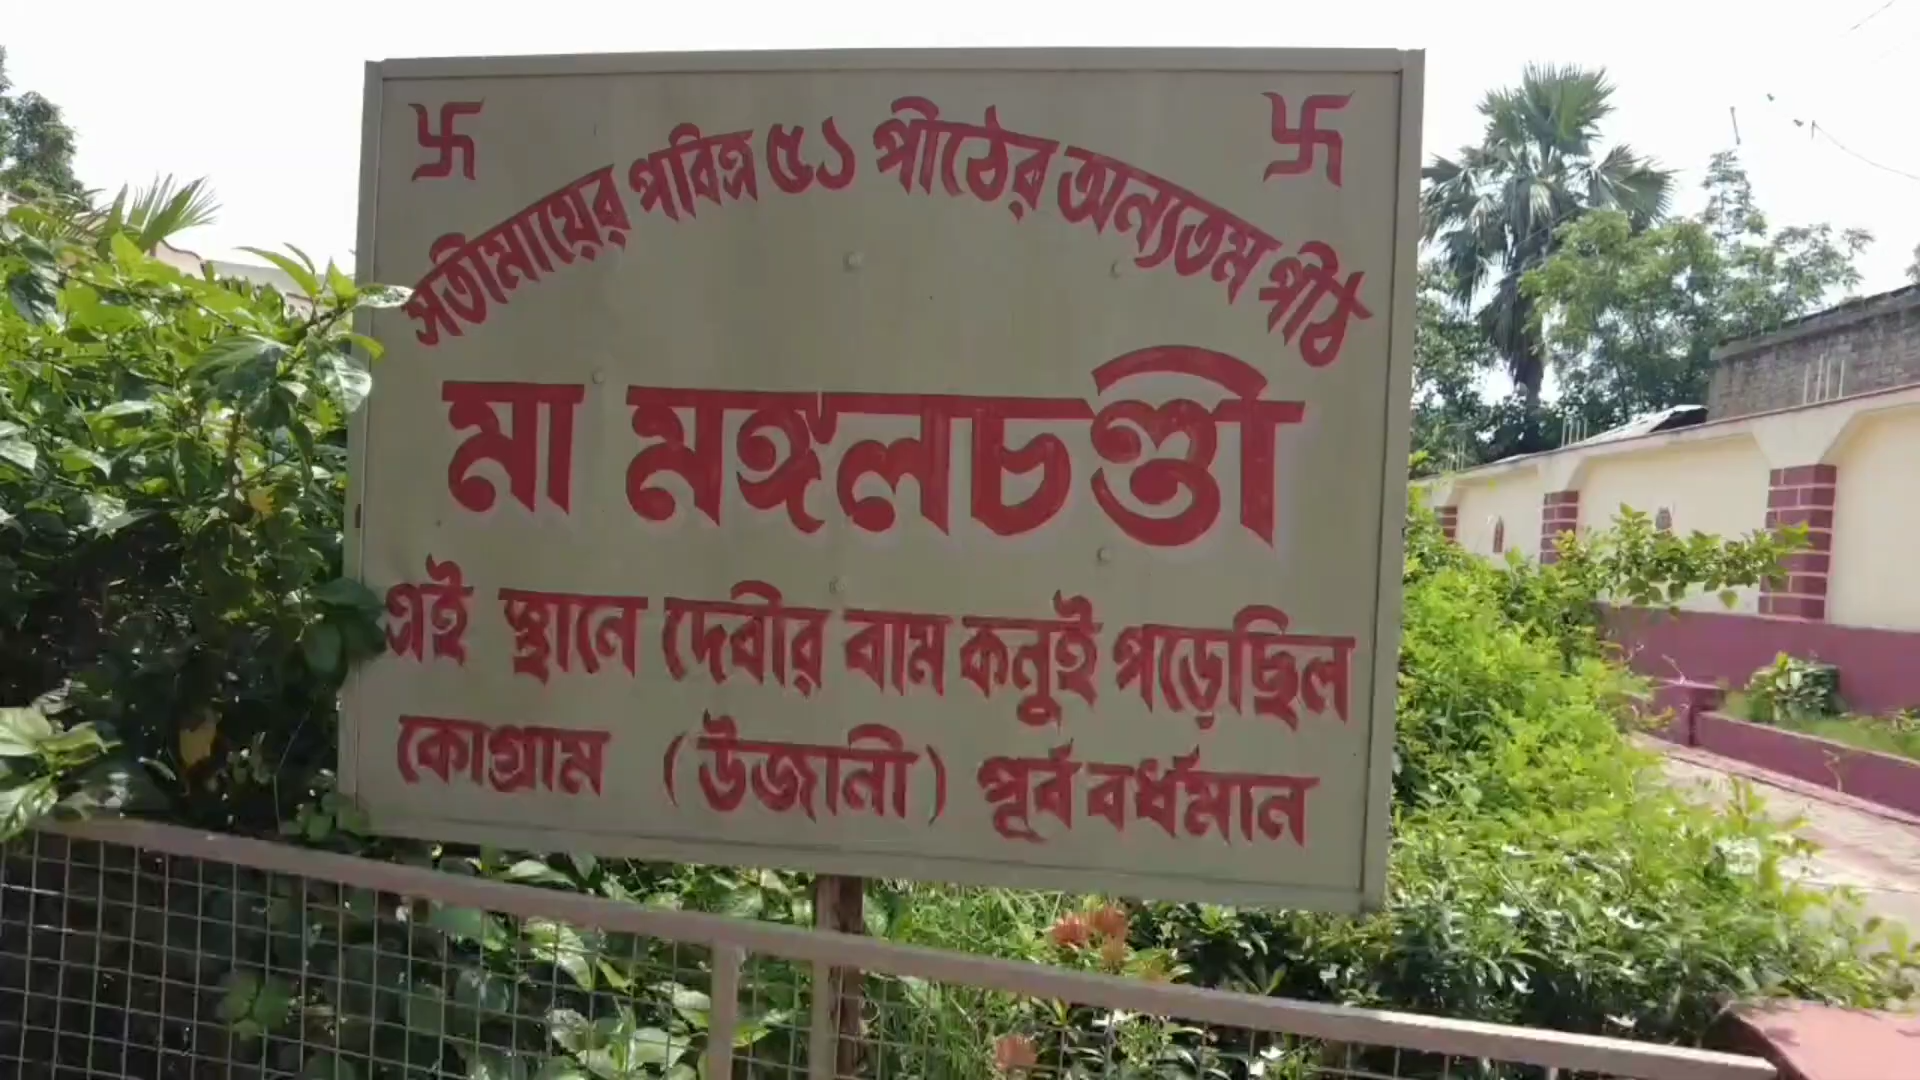 সতীমায়ের পবিত্র ৫১ পীঠের অন্যতম পীঠ
মা মঙ্গলচণ্ডী
এই স্থানে দেবীর বাম কনুই পড়েছিল
কোগ্রাম (উজানী) পূর্ব বর্ধমান